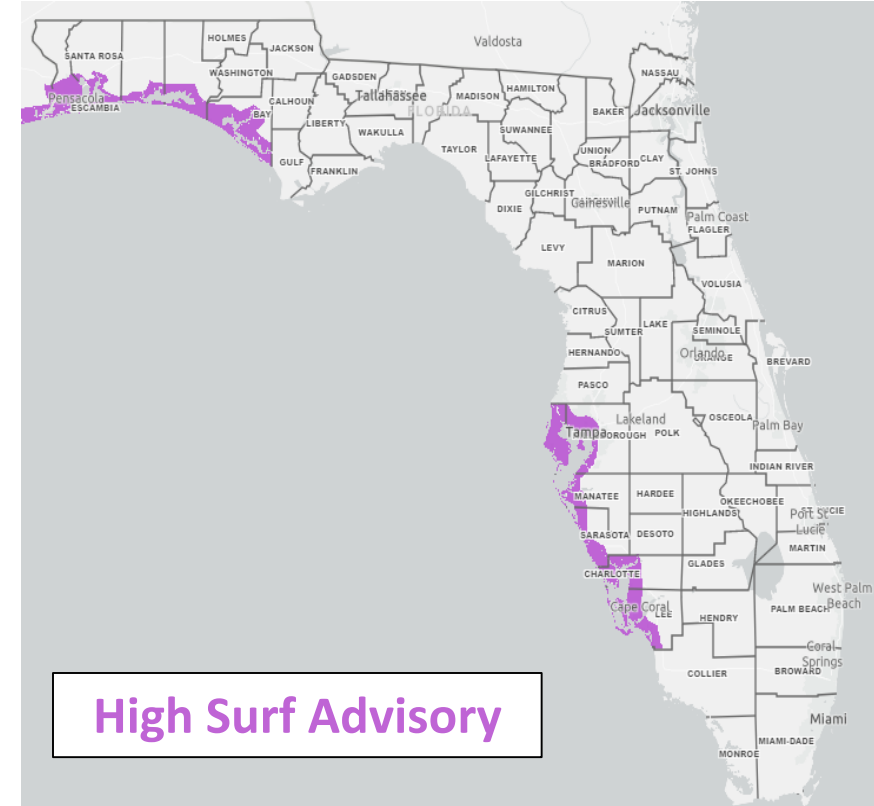 Valdosta
HOLMES
JACKSON
SANTA ROSA
WASHINGTON
GADSDEN
NASSAU
Pensacola
ESCAMBIA
CALHOUN
Tallahassee
MADISON
HAMILTON
FLORIDA
BAY
LIBERTY
BAKER
Jacksonville
WAKULLA
SUWANNEE
TAYLOR
LAFAYETTE
UNION
BRADFORD
CLAY
GULF
FRANKLIN
ST. JOHNS
GILCHRIST
DIXIE
Gainesville
PUTNAM
Palm Coast
FLAGLER
LEVY
MARION
VOLUSIA
CITRUS
SUMTER
LAKE
SEMINOLE
HERNANDO
Orlando
BREVARD
PASCO
Lakeland
OSCEOLA
Palm Bay
Tampa
POLK
INDIAN RIVER
MANATEE
HARDEE
HIGHLANDS
OKEECHOBEE
Port St
Lucie
SARASOTA
DESOTO
MARTIN
CHARLOTTE
GLADES
West Palm
Beach
Cape Coral
LEE
HENDRY
PALM BEACH
Coral
Springs
COLLIER
BROWARD
High Surf Advisory
Miami
MIAMI-DADE
MONROE